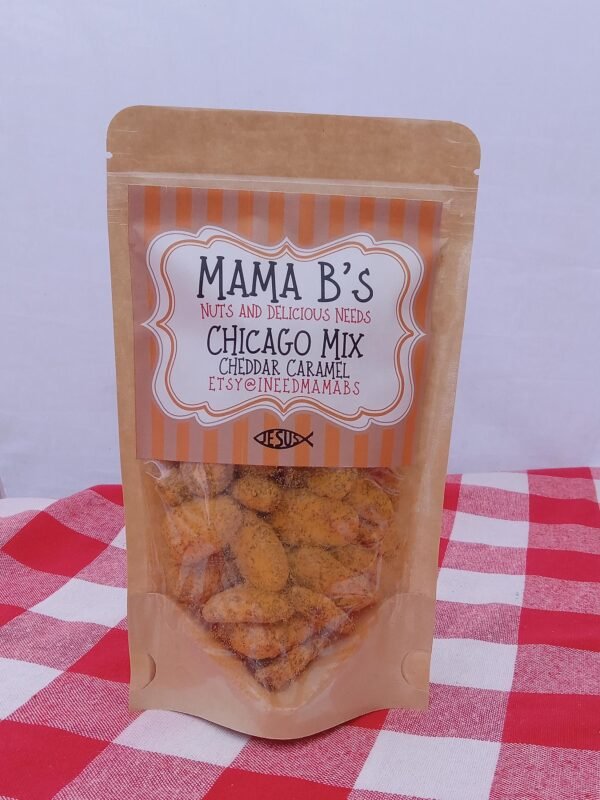 MAMA B'S
NUTS AND DELICIOUS NEEDS
CHICAGO MIX
CHEDDAR CARAMEL
ETSY@INEEDMAMABS
JESUS